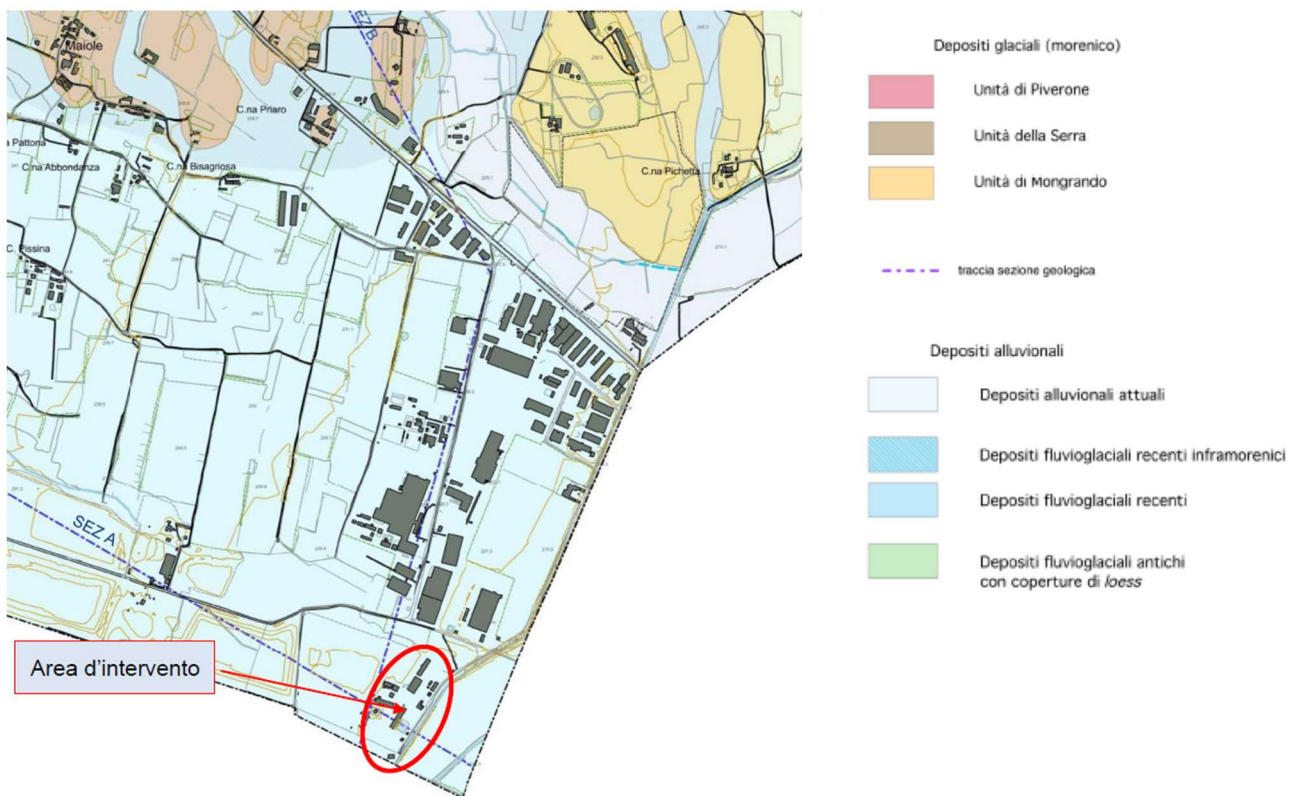 SEZ B
Maiole
C.na Priaro
a Pattona
C.na Abbondanza
C.na Bisagriosa
C.na Pichetta
C. Pissina
SEZ A
Area d'intervento
Depositi glaciali (morenico)
Unità di Piverone
Unità della Serra
Unità di Mongrando
traccia sezione geologica
Depositi alluvionali
Depositi alluvionali attuali
Depositi fluvioglaciali recenti inframorenici
Depositi fluvioglaciali recenti
Depositi fluvioglaciali antichi
con coperture di loess